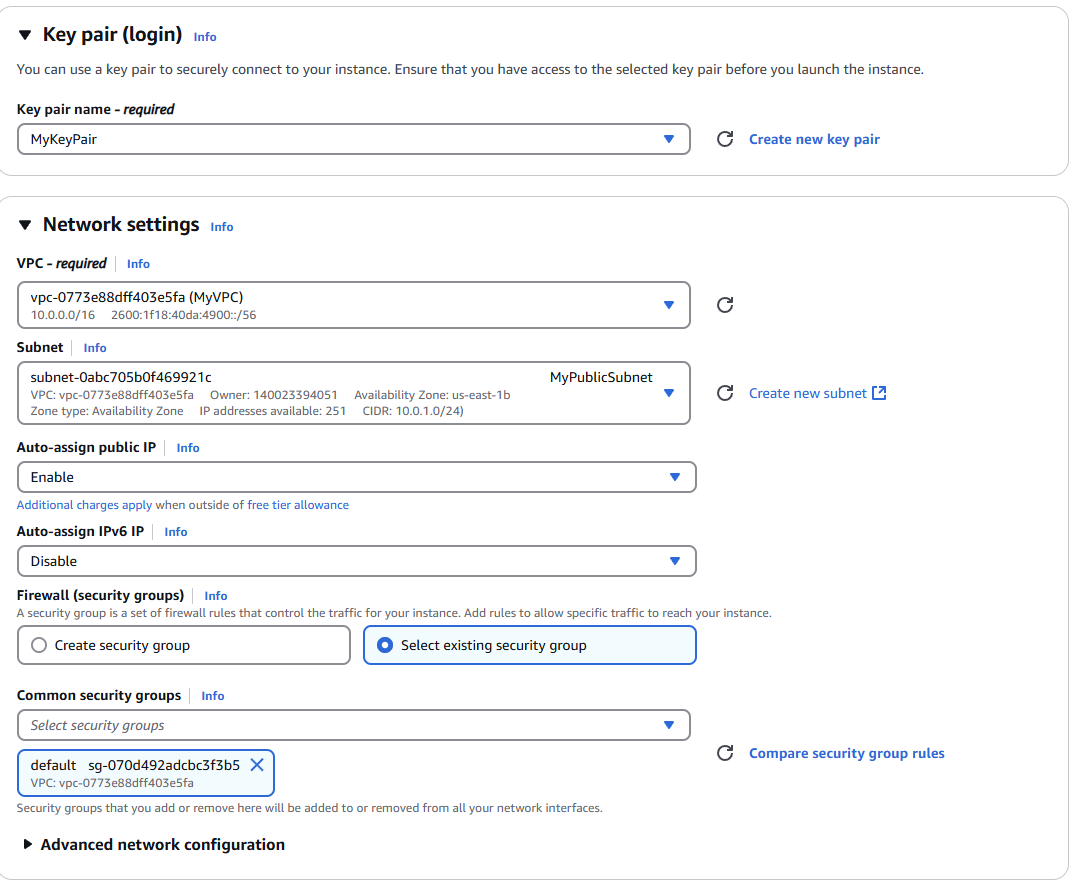 Key pair (login) Info
You can use a key pair to securely connect to your instance. Ensure that you have access to the selected key pair before you launch the instance.
Key pair name - required
MyKeyPair
Create new key pair
Network settings Info
VPC - required Info
vpc-0773e88dff403e5fa (MyVPC)
10.0.0.0/16 2600:1f18:40da:4900::/56
Subnet Info
subnet-0abc705b0f469921c MyPublicSubnet
VPC: vpc-0773e88dff403e5fa Owner: 140023394051 Availability Zone: us-east-1b
Zone type: Availability Zone IP addresses available: 251 CIDR: 10.0.1.0/24)
Create new subnet
Auto-assign public IP Info
Enable
Additional charges apply when outside of free tier allowance
Auto-assign IPv6 IP Info
Disable
Firewall (security groups) Info
A security group is a set of firewall rules that control the traffic for your instance. Add rules to allow specific traffic to reach your instance.
Create security group Select existing security group
Common security groups Info
Select security groups
Compare security group rules
default sg-070d492adcbc3f3b5
VPC: vpc-0773e88dff403e5fa
Security groups that you add or remove here will be added to or removed from all your network interfaces.
Advanced network configuration